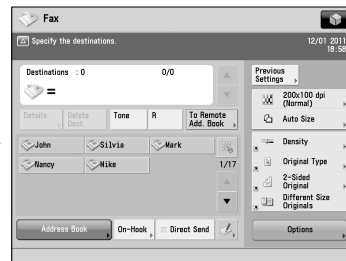 Fax
Specify the destinations.
12/01 2011
18:58
Destinations : 0 0/0
=
Details
Delete Dest.
Tone
R
To Remote Add. Book
Previous Settings
200x100 dpi (Normal)
Auto Size
John
Silvia
Mark
Nancy
Mike
1/17
Density
Original Type
2-Sided Original
Different Size Originals
Address Book
On-Hook
Direct Send
Options